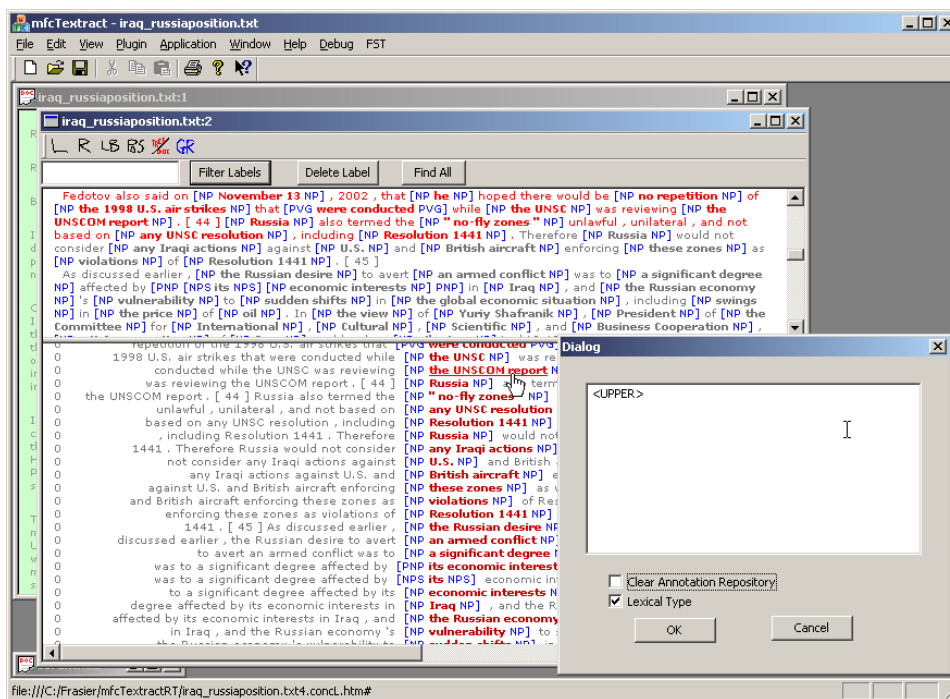 mfcTextract - iraq_russiaposition.txt
File Edit View Plugin Application Window Help Debug FST
iraq_russiaposition.txt:1
iraq_russiaposition.txt:2
L R LB RS GR
Filter Labels Delete Label Find All
Fedotov also said on [NP November 13 NP] , 2002 , that [NP he NP] hoped there would be [NP no repetition NP] of
[NP the 1998 U.S. air strikes NP] that [PVG were conducted PVG] while [NP the UNSC NP] was reviewing [NP the
UNSCOM report NP] . [ 44 ] [NP Russia NP] also termed the [NP " no-fly zones " NP] unlawful , unilateral , and not
based on [NP any UNSC resolution NP] , including [NP Resolution 1441 NP] . Therefore [NP Russia NP] would not
consider [NP any Iraqi actions NP] against [NP U.S. NP] and [NP British aircraft NP] enforcing [NP these zones NP] as
[NP violations NP] of [NP Resolution 1441 NP] . [ 45 ]
As discussed earlier , [NP the Russian desire NP] to avert [NP an armed conflict NP] was to [NP a significant degree
NP] affected by [PNP [NPS its NPS] [NP economic interests NP] PNP] in [NP Iraq NP] , and [NP the Russian economy
NP] 's [NP vulnerability NP] to [NP sudden shifts NP] in [NP the global economic situation NP] , including [NP swings
NP] in [NP the price NP] of [NP oil NP] . In [NP the view NP] of [NP Yuriy Shafranik NP] , [NP President NP] of [NP the
Committee NP] for [NP International NP] , [NP Cultural NP] , [NP Scientific NP] , and [NP Business Cooperation NP] ,
0 repetition of the 1998 U.S. air strikes that [PVG were conducted PVG]
0 1998 U.S. air strikes that were conducted while [NP the UNSC NP] was re
0 conducted while the UNSC was reviewing [NP the UNSCOM report N
0 was reviewing the UNSCOM report . [ 44 ] [NP Russia NP] term
0 the UNSCOM report . [ 44 ] Russia also termed the [NP " no-fly zones " NP]
0 unlawful , unilateral , and not based on [NP any UNSC resolution
0 based on any UNSC resolution , including [NP Resolution 1441 NP]
0 , including Resolution 1441 . Therefore [NP Russia NP] would not
0 1441 . Therefore Russia would not consider [NP any Iraqi actions
0 not consider any Iraqi actions against [NP U.S. NP] and British
0 any Iraqi actions against U.S. and [NP British aircraft NP] e
0 against U.S. and British aircraft enforcing [NP these zones NP] as
0 and British aircraft enforcing these zones as [NP violations NP] of Res
0 enforcing these zones as violations of [NP Resolution 1441 NP]
0 1441 . [ 45 ] As discussed earlier , [NP the Russian desire NP
0 discussed earlier , the Russian desire to avert [NP an armed conflict NP
0 to avert an armed conflict was to [NP a significant degree
0 was to a significant degree affected by [PNP its economic interest
0 was to a significant degree affected by [NPS its NPS] economic in
0 to a significant degree affected by its [NP economic interests N
0 degree affected by its economic interests in [NP Iraq NP] , and the R
0 affected by its economic interests in Iraq , and [NP the Russian economy
0 in Iraq , and the Russian economy 's [NP vulnerability NP] to
Dialog
<UPPER>
Clear Annotation Repository
Lexical Type
OK Cancel
file:///C:/Frasier/mfcTextractRT/iraq_russiaposition.txt4.concL.htm#